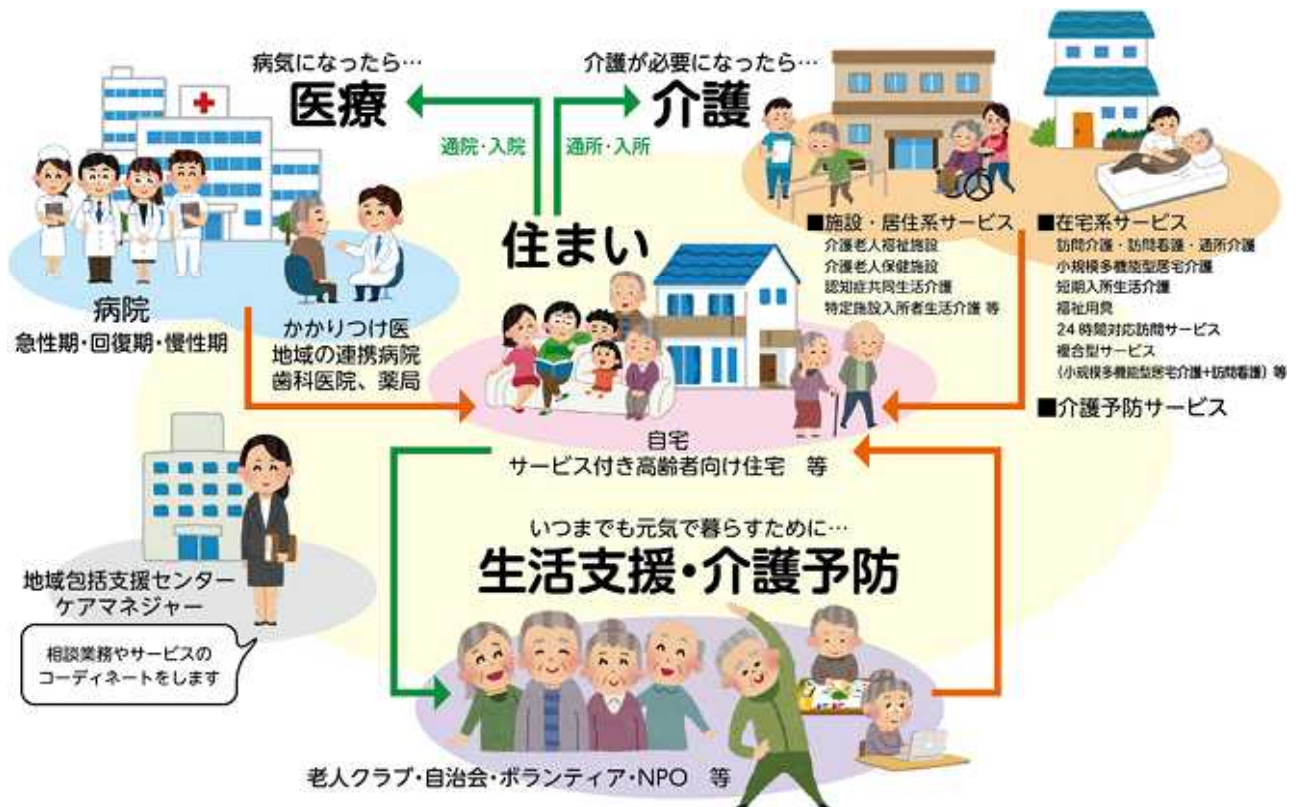 病気になったら…
医療
介護が必要になったら…
介護
通院・入院
通所・入所
住まい
病院
急性期・回復期・慢性期
かかりつけ医
地域の連携病院
歯科医院、薬局
■施設・居住系サービス
介護老人福祉施設
介護老人保健施設
認知症共同生活介護
特定施設入所者生活介護 等
■在宅系サービス
訪問介護・訪問看護・通所介護
小規模多機能型居宅介護
短期入所生活介護
福祉用具
24時間対応訪問サービス
複合型サービス
(小規模多機能型居宅介護+訪問看護) 等
■介護予防サービス
自宅
サービス付き高齢者向け住宅 等
地域包括支援センター
ケアマネジャー
相談業務やサービスの
コーディネートをします
いつまでも元気で暮らすために…
生活支援・介護予防
老人クラブ・自治会・ボランティア・NPO 等